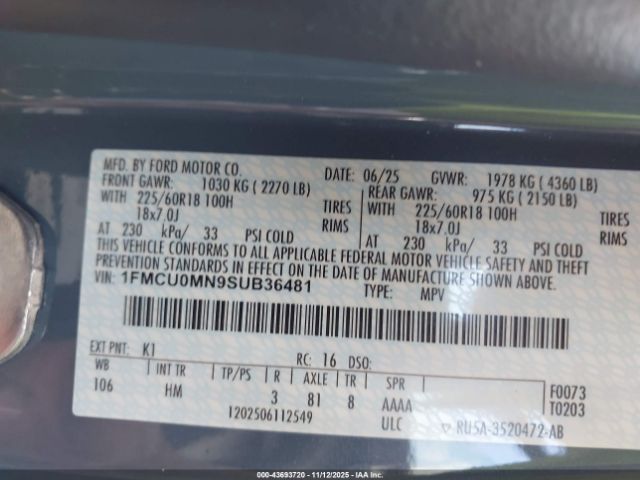 MFD. BY FORD MOTOR CO. DATE: 06/25 GVWR: 1978 KG ( 4360 LB)
FRONT GAWR: 1030 KG ( 2270 LB) REAR GAWR: 975 KG ( 2150 LB)
WITH 225/60R18 100H TIRES WITH 225/60R18 100H TIRES
18x7.0J RIMS 18x7.0J RIMS
AT 230 kPa/ 33 PSI COLD AT 230 kPa/ 33 PSI COLD
THIS VEHICLE CONFORMS TO ALL APPLICABLE FEDERAL MOTOR VEHICLE SAFETY AND THEFT
PREVENTION STANDARDS IN EFFECT ON THE DATE OF MANUFACTURE SHOWN ABOVE.
VIN: 1FMCU0MN9SUB36481 TYPE: MPV
EXT PNT: K1 RC: 16 DSO:
WB INT TR TP/PS R AXLE TR SPR F0073
106 HM 3 81 8 AAAA T0203
1202506112549 ULC RU5A-3520472-AB
000-43693720 - 11/12/2025 - IAAI.COM